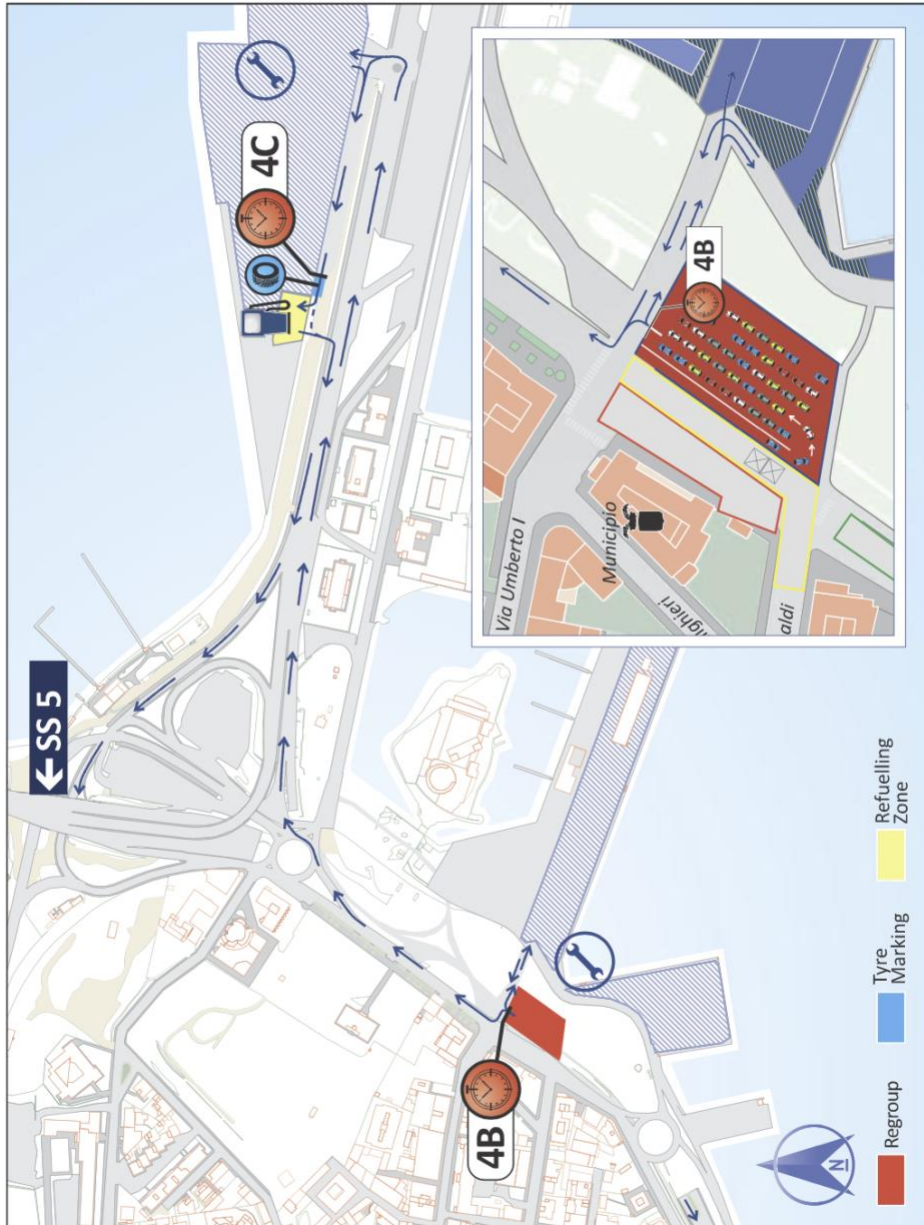 ← SS 5
4C
4B
Via Umberto I
Municipio
ighieri
4B
aldi
N
Regroup
Tyre
Marking
Refuelling
Zone